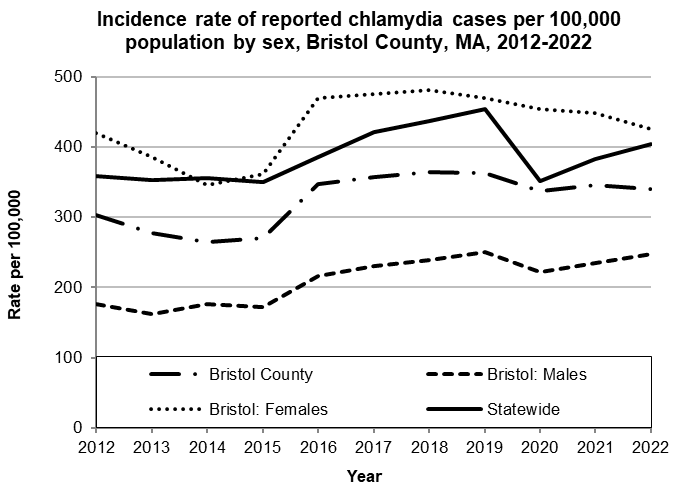 Incidence rate of reported chlamydia cases per 100,000
population by sex, Bristol County, MA, 2012-2022
500
400
300
200
100
0
Rate per 100,000
Bristol County
Bristol: Males
Bristol: Females
Statewide
2012 2013 2014 2015 2016 2017 2018 2019 2020 2021 2022
Year